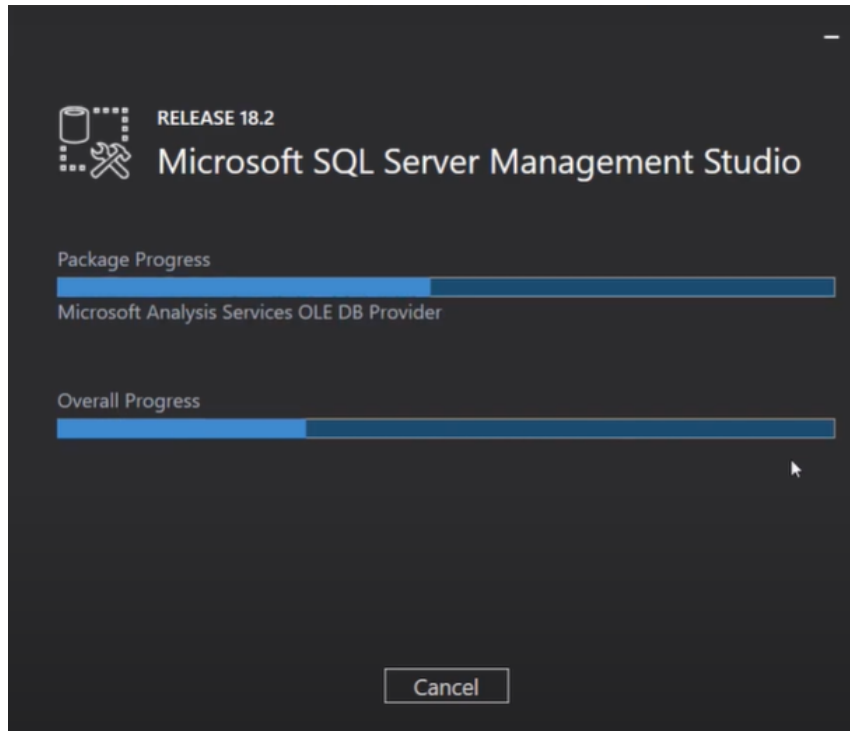 RELEASE 18.2
Microsoft SQL Server Management Studio
Package Progress
Microsoft Analysis Services OLE DB Provider
Overall Progress
Cancel